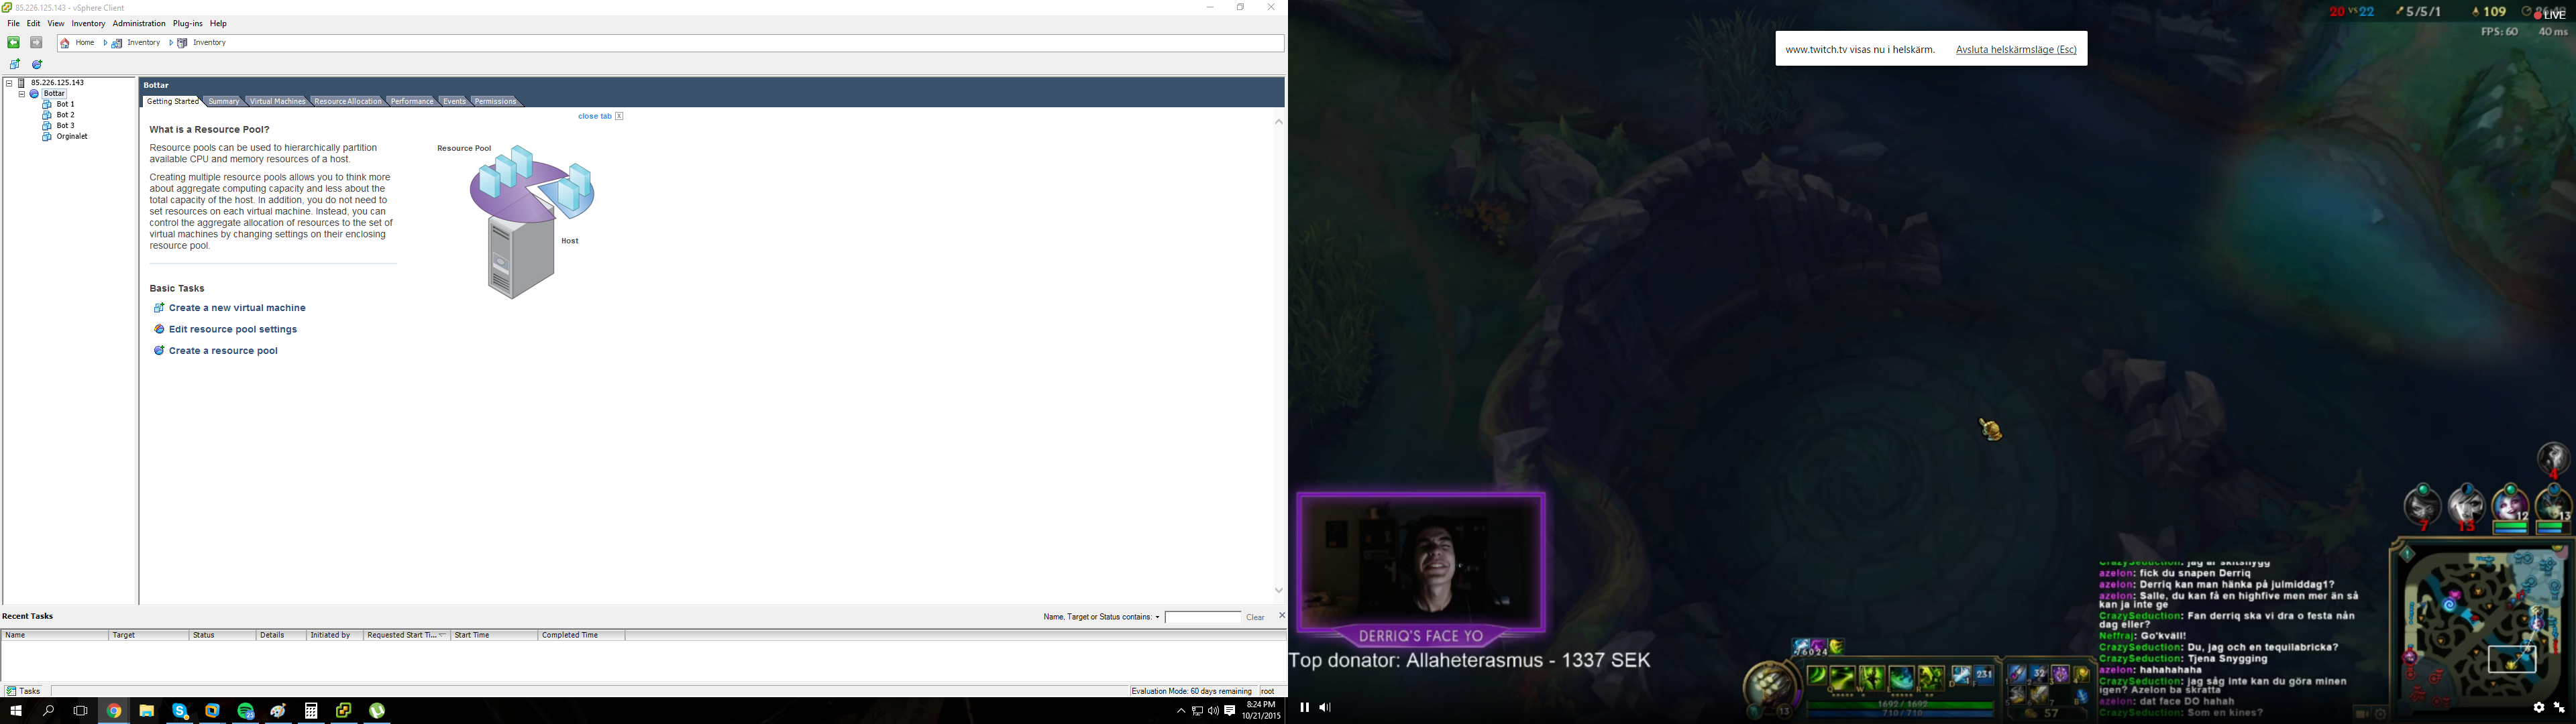 85.226.125.143 - vSphere Client
File Edit View Inventory Administration Plug-ins Help
Home Inventory Inventory
85.226.125.143
Bottar
Bot 1
Bot 2
Bot 3
Orginalet
Bottar
Getting Started Summary Virtual Machines Resource Allocation Performance Events Permissions
close tab X
What is a Resource Pool?
Resource pools can be used to hierarchically partition
available CPU and memory resources of a host.
Creating multiple resource pools allows you to think more
about aggregate computing capacity and less about the
total capacity of the host. In addition, you do not need to
set resources on each virtual machine. Instead, you can
control the aggregate allocation of resources to the set of
virtual machines by changing settings on their enclosing
resource pool.
Basic Tasks
Create a new virtual machine
Edit resource pool settings
Create a resource pool
Resource Pool
Host
Recent Tasks
Name, Target or Status contains: Clear
Name Target Status Details Initiated by Requested Start Ti... Start Time Completed Time
Tasks
Evaluation Mode: 60 days remaining root
8:24 PM
10/21/2015
20 vs 22 5/5/1 109
LIVE
FPS: 60 40 ms
www.twitch.tv visas nu i helskärm. Avsluta helskärmsläge (Esc)
DERRIQ'S FACE YO
Top donator: Allaheterasmus - 1337 SEK
CrazySeduction: jag är skitsnygg
azelon: fick du snapen Derriq
azelon: Derriq kan man hänka på julmiddag1?
azelon: Salle, du kan få en highfive men mer än så
kan ja inte ge
CrazySeduction: Fan derriq ska vi dra o festa nån
dag eller?
Neffraj: Go'kväll!
CrazySeduction: Du, jag och en tequilabricka?
CrazySeduction: Tjena Snygging
azelon: hahahahaha
CrazySeduction: jag såg inte kan du göra minen
igen? Azelon ba skratta
azelon: dat face DO hahah
CrazySeduction: Som en kines?
4
7 13 12 13
Q W E R D F
231
32
13
1692 / 1692
710 / 710
57